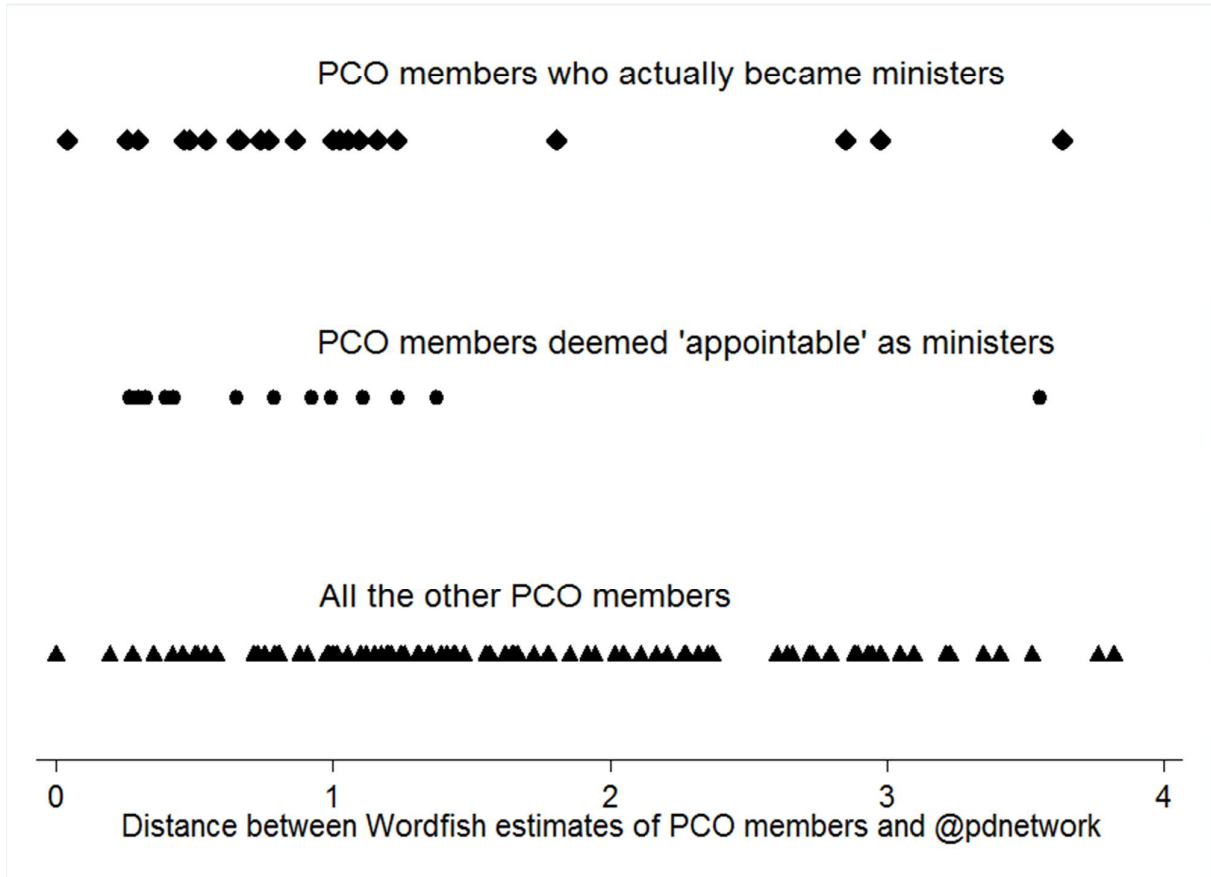 PCO members who actually became ministers
PCO members deemed 'appointable' as ministers
All the other PCO members
0 1 2 3 4
Distance between Wordfish estimates of PCO members and @pdnetwork